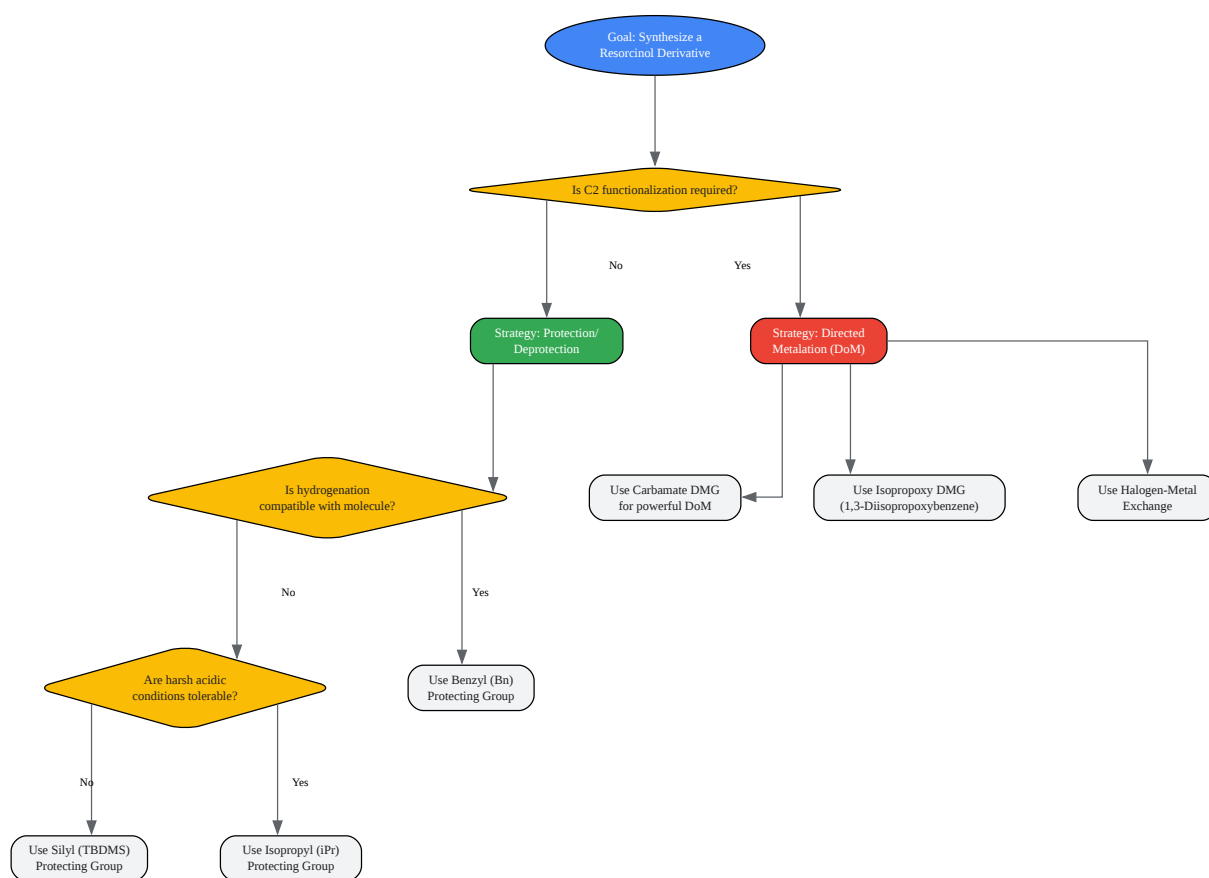 Goal: Synthesize a
Resorcinol Derivative
Is C2 functionalization required?
No
Yes
Strategy: Protection/
Deprotection
Strategy: Directed
Metalation (DoM)
Is hydrogenation
compatible with molecule?
Use Carbamate DMG
for powerful DoM
Use Isopropoxy DMG
(1,3-Diisopropoxybenzene)
Use Halogen-Metal
Exchange
No
Yes
Are harsh acidic
conditions tolerable?
Use Benzyl (Bn)
Protecting Group
No
Yes
Use Silyl (TBDMS)
Protecting Group
Use Isopropyl (iPr)
Protecting Group